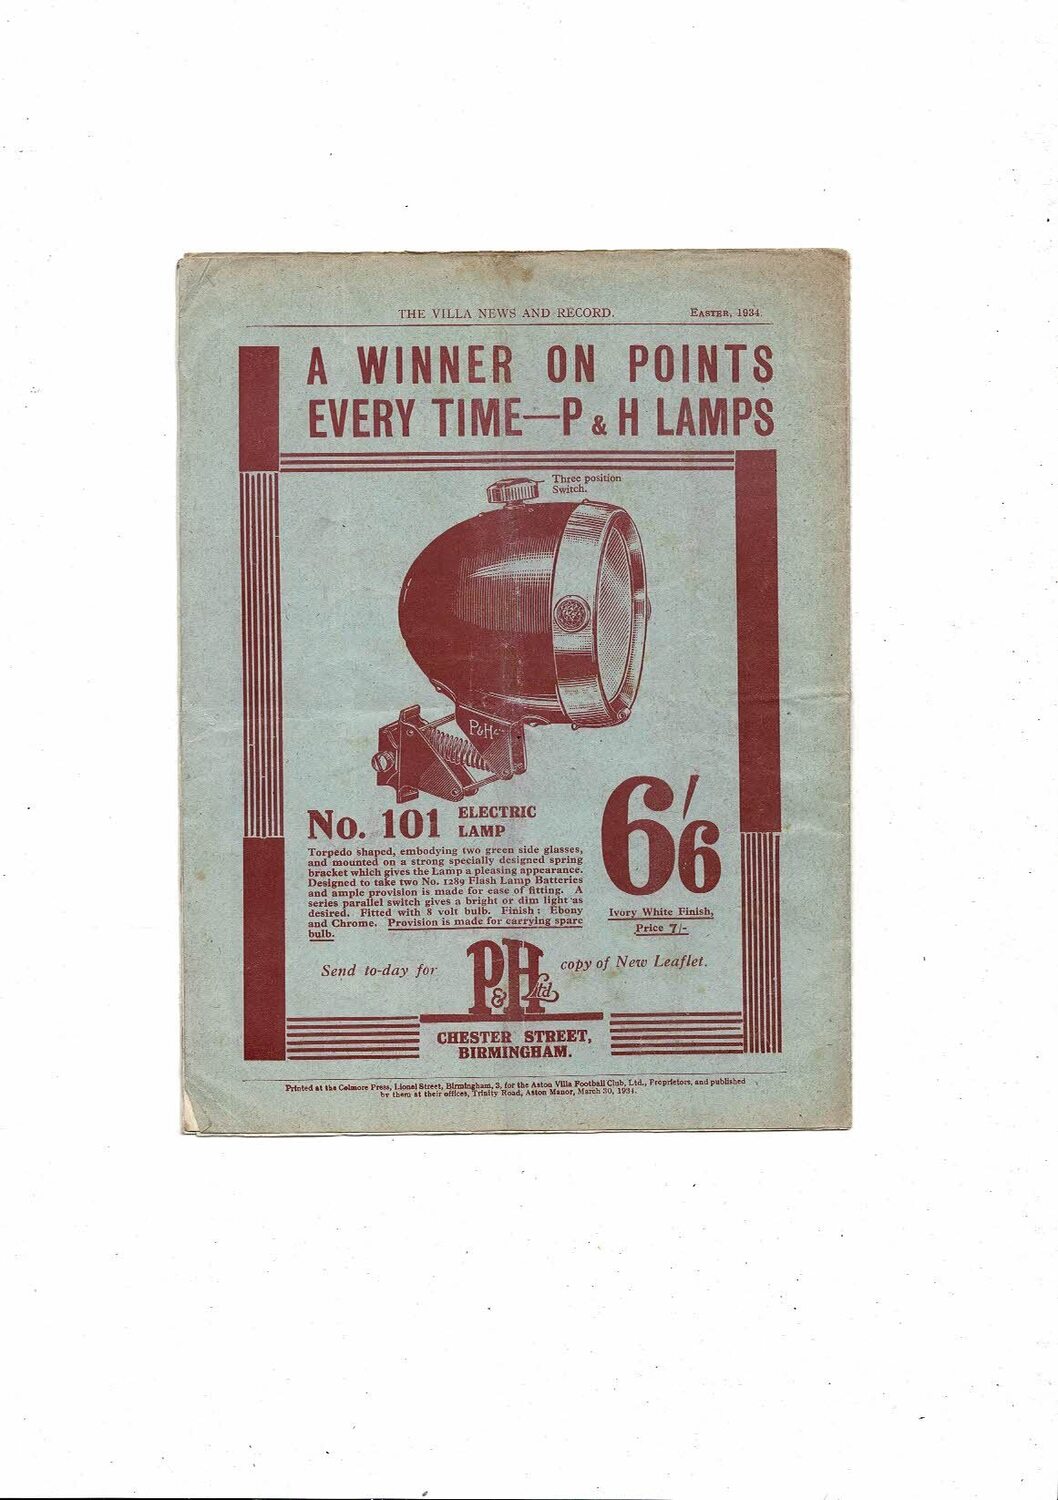 THE VILLA NEWS AND RECORD. EASTER, 1934.
A WINNER ON POINTS
EVERY TIME—P & H LAMPS
Three position
Switch.
P&H
No. 101 ELECTRIC
LAMP
Torpedo shaped, embodying two green side glasses,
and mounted on a strong specially designed spring
bracket which gives the Lamp a pleasing appearance.
Designed to take two No. 1289 Flash Lamp Batteries
and ample provision is made for ease of fitting. A
series parallel switch gives a bright or dim light as
desired. Fitted with 8 volt bulb. Finish: Ebony
and Chrome. Provision is made for carrying spare
bulb.
6/6
Ivory White Finish,
Price 7/-
Send to-day for P&H Ltd copy of New Leaflet.
CHESTER STREET,
BIRMINGHAM.
Printed at the Colmore Press, Lionel Street, Birmingham, 3, for the Aston Villa Football Club, Ltd., Proprietors, and published
by them at their offices, Trinity Road, Aston Manor, March 30, 1934.